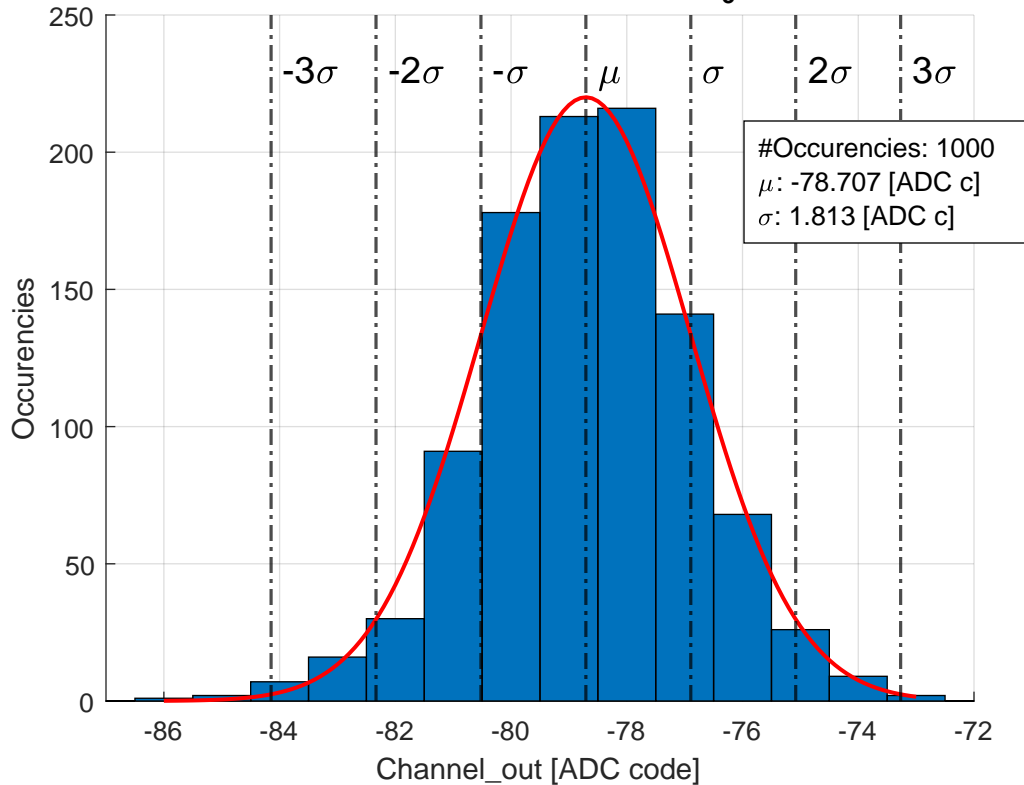 250
200
150
100
50
0
Occurencies
-3σ -2σ -σ μ σ 2σ 3σ
#Occurencies: 1000
μ: -78.707 [ADC c]
σ: 1.813 [ADC c]
-86 -84 -82 -80 -78 -76 -74 -72
Channel_out [ADC code]